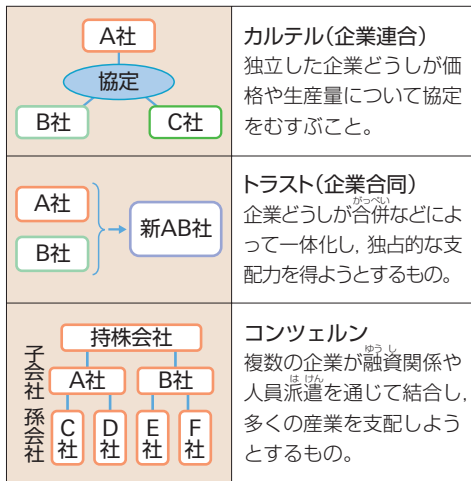 A社
協定
B社
C社
カルテル(企業連合)
独立した企業どうしが価
格や生産量について協定
をむすぶこと。
A社
B社
新AB社
トラスト(企業合同)
がっぺい
企業どうしが合併などによ
って一体化し,独占的な支
配力を得ようとするもの。
持株会社
子会社
A社
B社
孫会社
C社
D社
E社
F社
コンツェルン
ゆうし
複数の企業が融資関係や
はけん
人員派遣を通じて結合し,
多くの産業を支配しよう
とするもの。